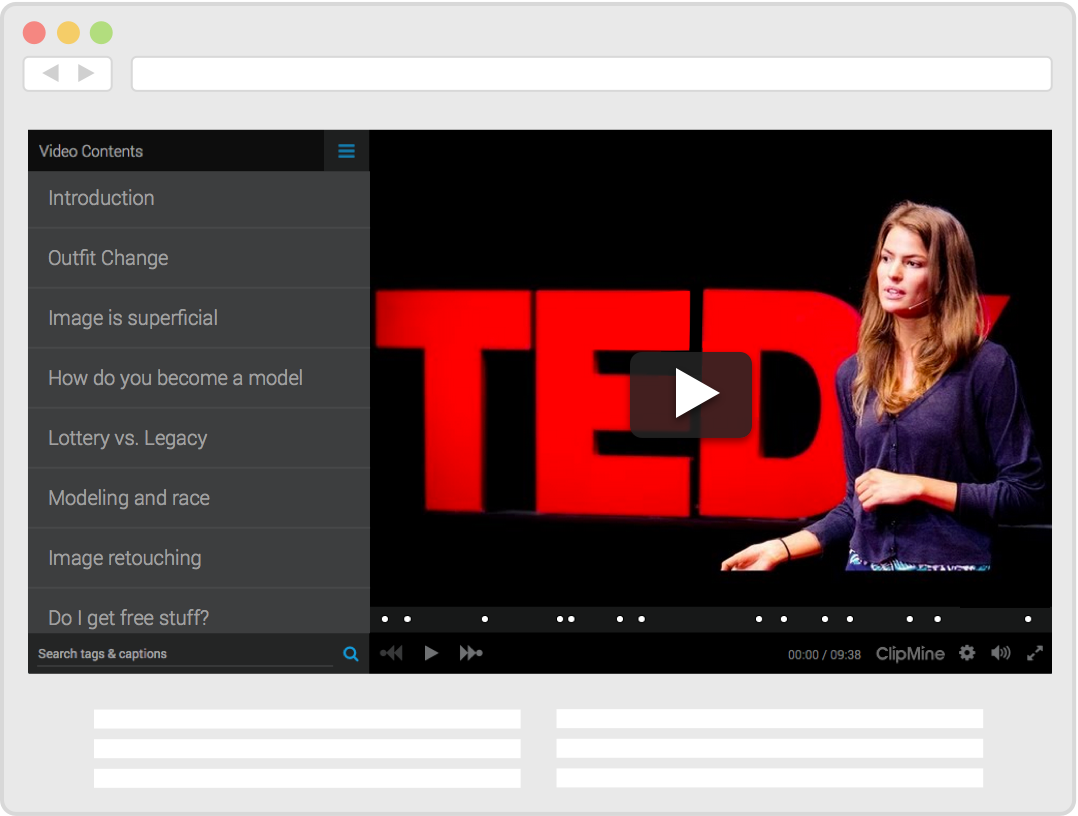 Video Contents
Introduction
Outfit Change
Image is superficial
How do you become a model
Lottery vs. Legacy
Modeling and race
Image retouching
Do I get free stuff?
Search tags & captions
TEDx
00:00 / 09:38
ClipMine